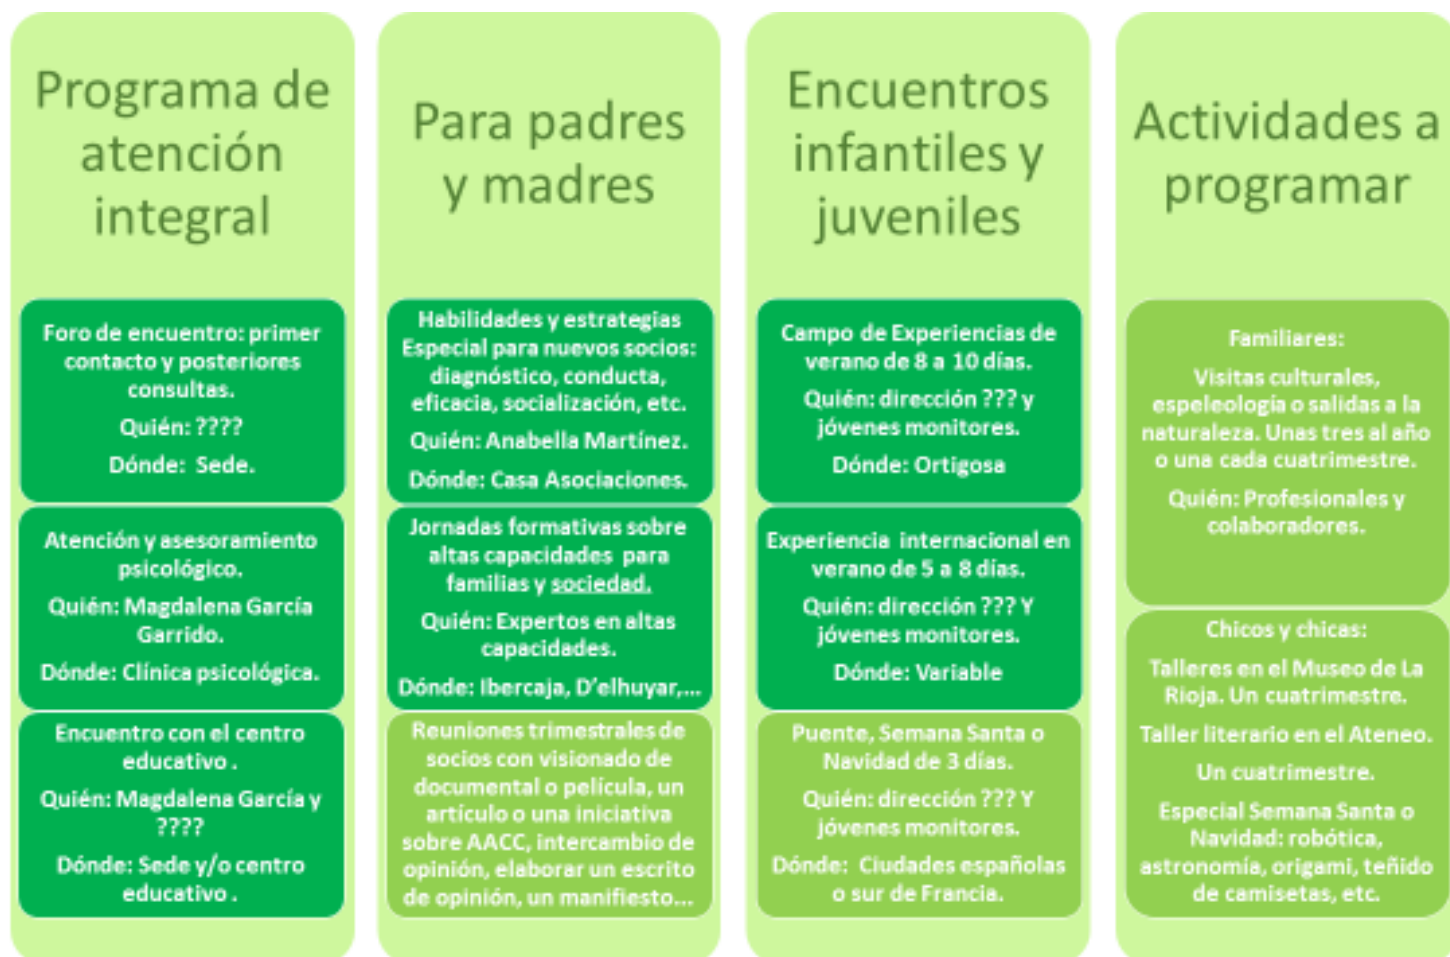 Programa de
atención
integral
Foro de encuentro: primer
contacto y posteriores
consultas.
Quién: ????
Dónde: Sede.
Atención y asesoramiento
psicológico.
Quién: Magdalena García
Garrido.
Dónde: Clínica psicológica.
Encuentro con el centro
educativo .
Quién: Magdalena García y
????
Dónde: Sede y/o centro
educativo .
Para padres
y madres
Habilidades y estrategias
Especial para nuevos socios:
diagnóstico, conducta,
eficacia, socialización, etc.
Quién: Anabella Martínez.
Dónde: Casa Asociaciones.
Jornadas formativas sobre
altas capacidades para
familias y sociedad.
Quién: Expertos en altas
capacidades.
Dónde: Ibercaja, D'elhuyar,...
Reuniones trimestrales de
socios con visionado de
documental o película, un
artículo o una iniciativa
sobre AACC, intercambio de
opinión, elaborar un escrito
de opinión, un manifiesto...
Encuentros
infantiles y
juveniles
Campo de Experiencias de
verano de 8 a 10 días.
Quién: dirección ??? y
jóvenes monitores.
Dónde: Ortigosa
Experiencia internacional en
verano de 5 a 8 días.
Quién: dirección ??? Y
jóvenes monitores.
Dónde: Variable
Puente, Semana Santa o
Navidad de 3 días.
Quién: dirección ??? Y
jóvenes monitores.
Dónde: Ciudades españolas
o sur de Francia.
Actividades a
programar
Familiares:
Visitas culturales,
espeleología o salidas a la
naturaleza. Unas tres al año
o una cada cuatrimestre.
Quién: Profesionales y
colaboradores.
Chicos y chicas:
Talleres en el Museo de La
Rioja. Un cuatrimestre.
Taller literario en el Ateneo.
Un cuatrimestre.
Especial Semana Santa o
Navidad: robótica,
astronomía, origami, teñido
de camisetas, etc.